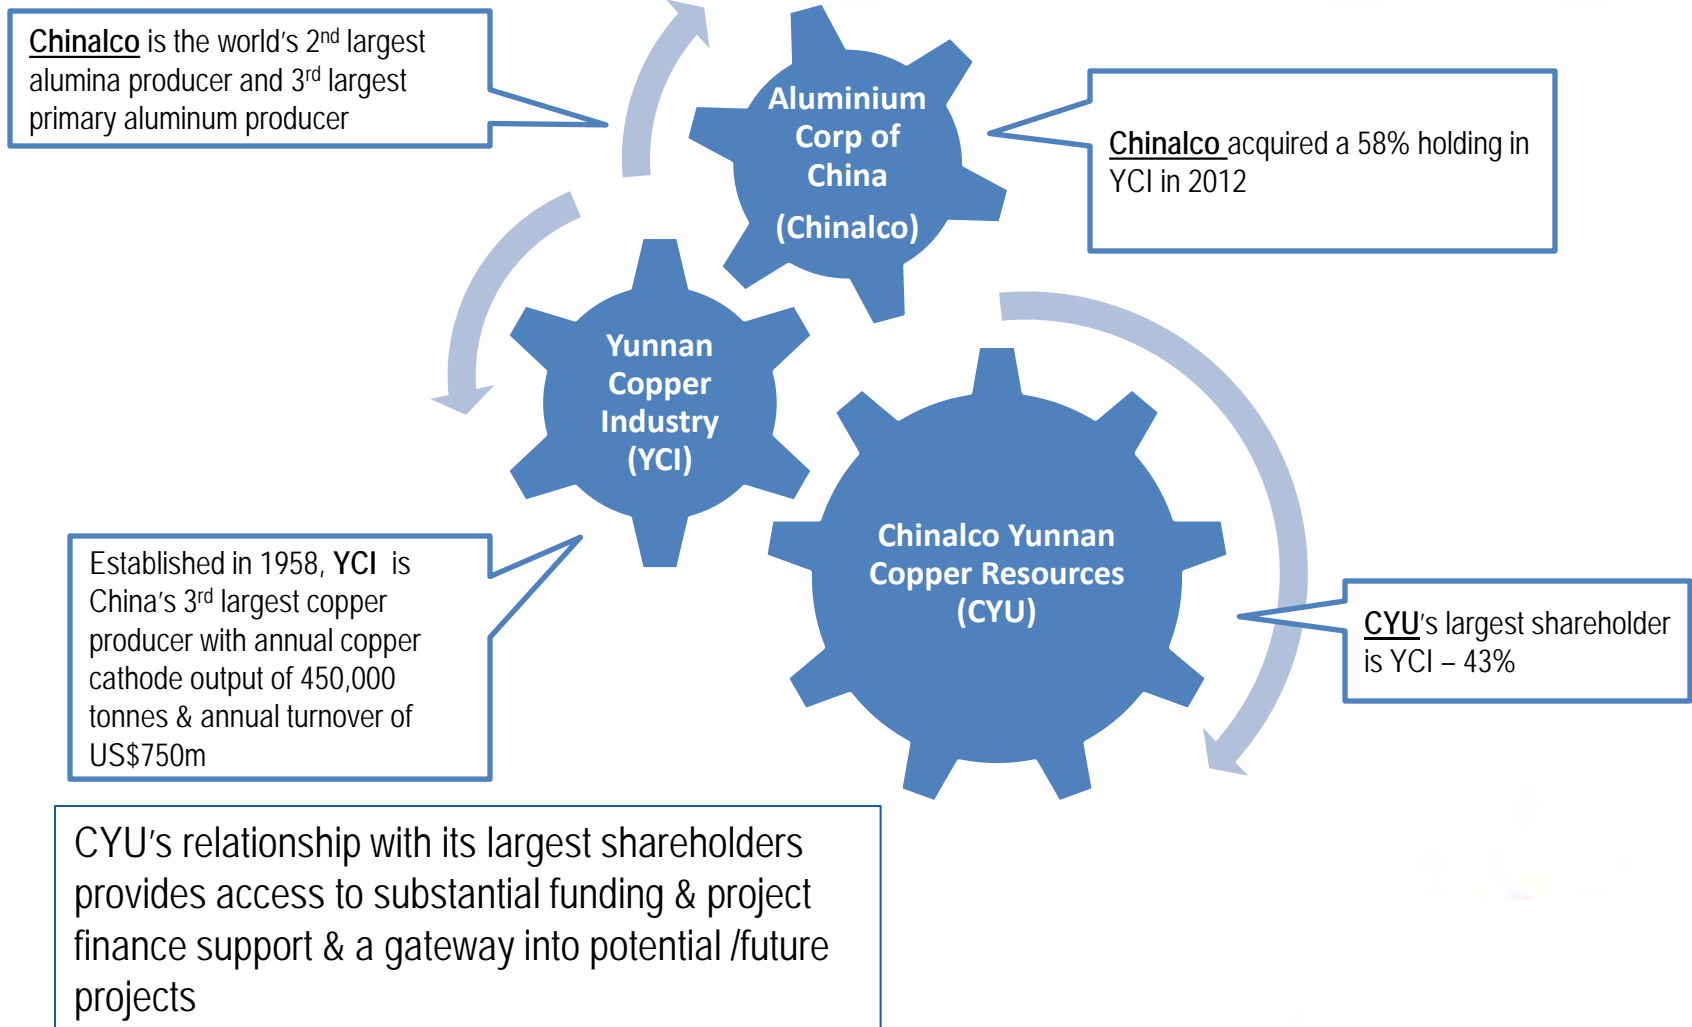 Chinalco is the world's 2nd largest
alumina producer and 3rd largest
primary aluminum producer
Aluminium
Corp of
China
(Chinalco)
Chinalco acquired a 58% holding in
YCI in 2012
Yunnan
Copper
Industry
(YCI)
Chinalco Yunnan
Copper Resources
(CYU)
Established in 1958, YCI is
China's 3rd largest copper
producer with annual copper
cathode output of 450,000
tonnes & annual turnover of
US$750m
CYU's largest shareholder
is YCI – 43%
CYU's relationship with its largest shareholders
provides access to substantial funding & project
finance support & a gateway into potential /future
projects